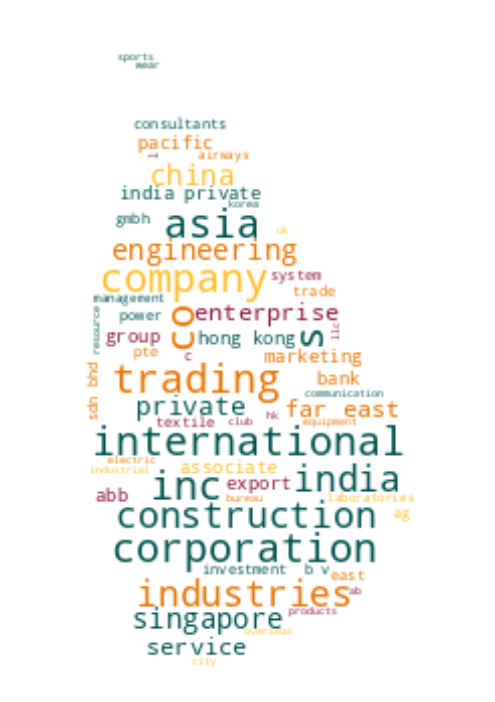 sports
wear
consultants
pacific
airways
china
india private
korea
gmbh
asia
uk
engineering
company
system
trade
management
resource
power
co
enterprise
group
hong kong
s
llc
pte
c
marketing
sdn bhd
trading
bank
communication
private
hk
far east
textile
club
equipment
international
electric
industrial
associate
inc
export
india
abb
bureau
laboratories
construction
ag
corporation
investment
b v
east
industries
ab
singapore
products
overseas
service
city